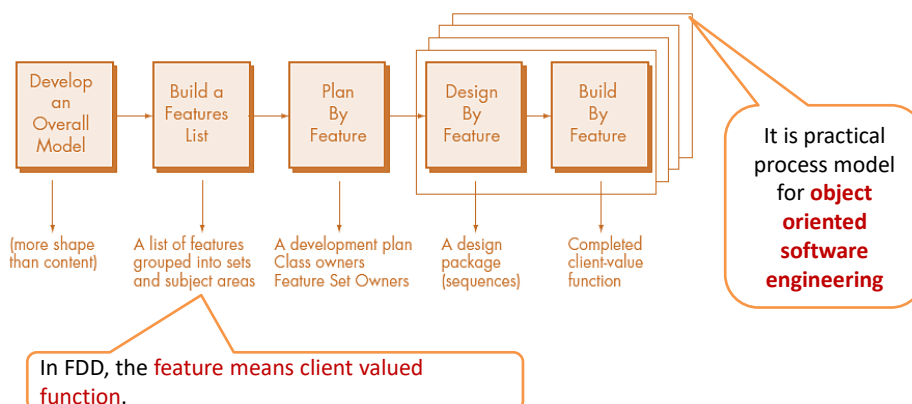 Develop
an
Overall
Model
Build a
Features
List
Plan
By
Feature
Design
By
Feature
Build
By
Feature
(more shape
than content)
A list of features
grouped into sets
and subject areas
A development plan
Class owners
Feature Set Owners
A design
package
(sequences)
Completed
client-value
function
It is practical
process model
for object
oriented
software
engineering
In FDD, the feature means client valued
function.